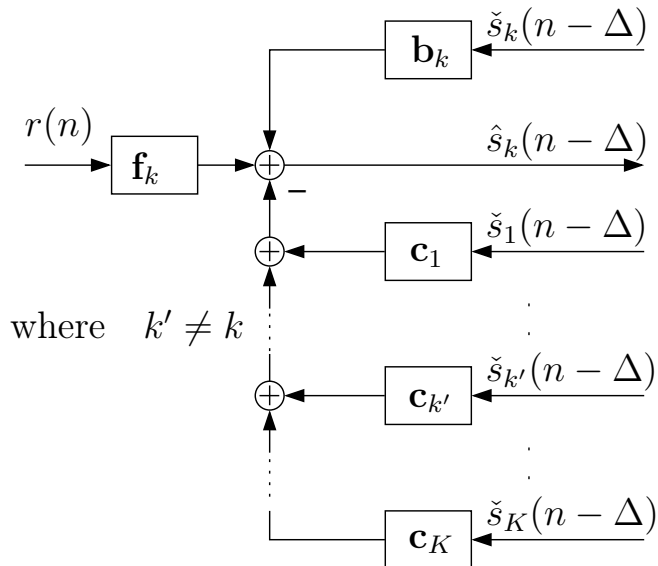 š_k(n − Δ)
b_k
r(n)
f_k
ŝ_k(n − Δ)
−
š_1(n − Δ)
c_1
where k′ ≠ k
š_{k′}(n − Δ)
c_{k′}
š_K(n − Δ)
c_K